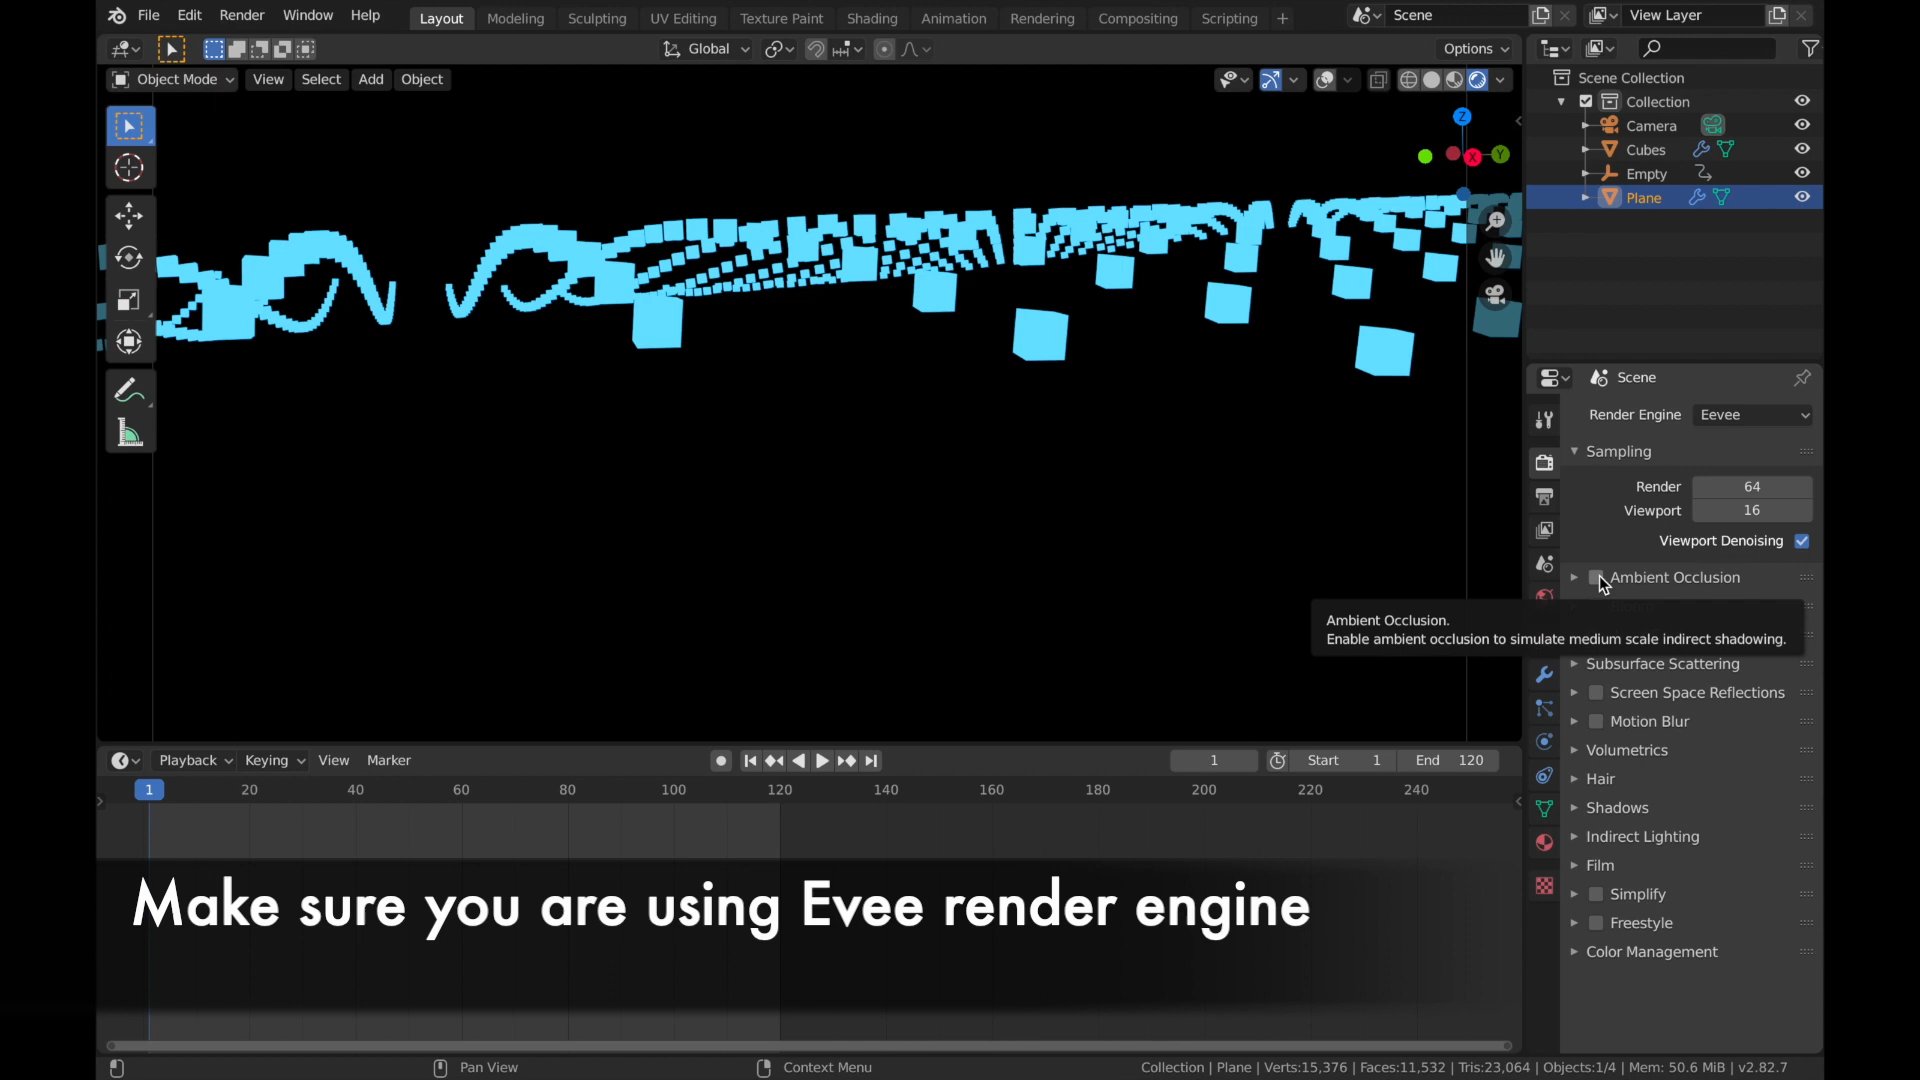 File Edit Render Window Help Layout Modeling Sculpting UV Editing Texture Paint Shading Animation Rendering Compositing Scripting + Scene View Layer
Global Options
Object Mode View Select Add Object
Scene Collection
Collection
Camera
Cubes
Empty
Plane
Z
X
Y
Scene
Render Engine Eevee
Sampling
Render 64
Viewport 16
Viewport Denoising
Ambient Occlusion
Ambient Occlusion.
Enable ambient occlusion to simulate medium scale indirect shadowing.
Subsurface Scattering
Screen Space Reflections
Motion Blur
Volumetrics
Hair
Shadows
Indirect Lighting
Film
Simplify
Freestyle
Color Management
Playback Keying View Marker 1 Start 1 End 120
1 20 40 60 80 100 120 140 160 180 200 220 240
Make sure you are using Evee render engine
Pan View Context Menu Collection | Plane | Verts:15,376 | Faces:11,532 | Tris:23,064 | Objects:1/4 | Mem: 50.6 MiB | v2.82.7